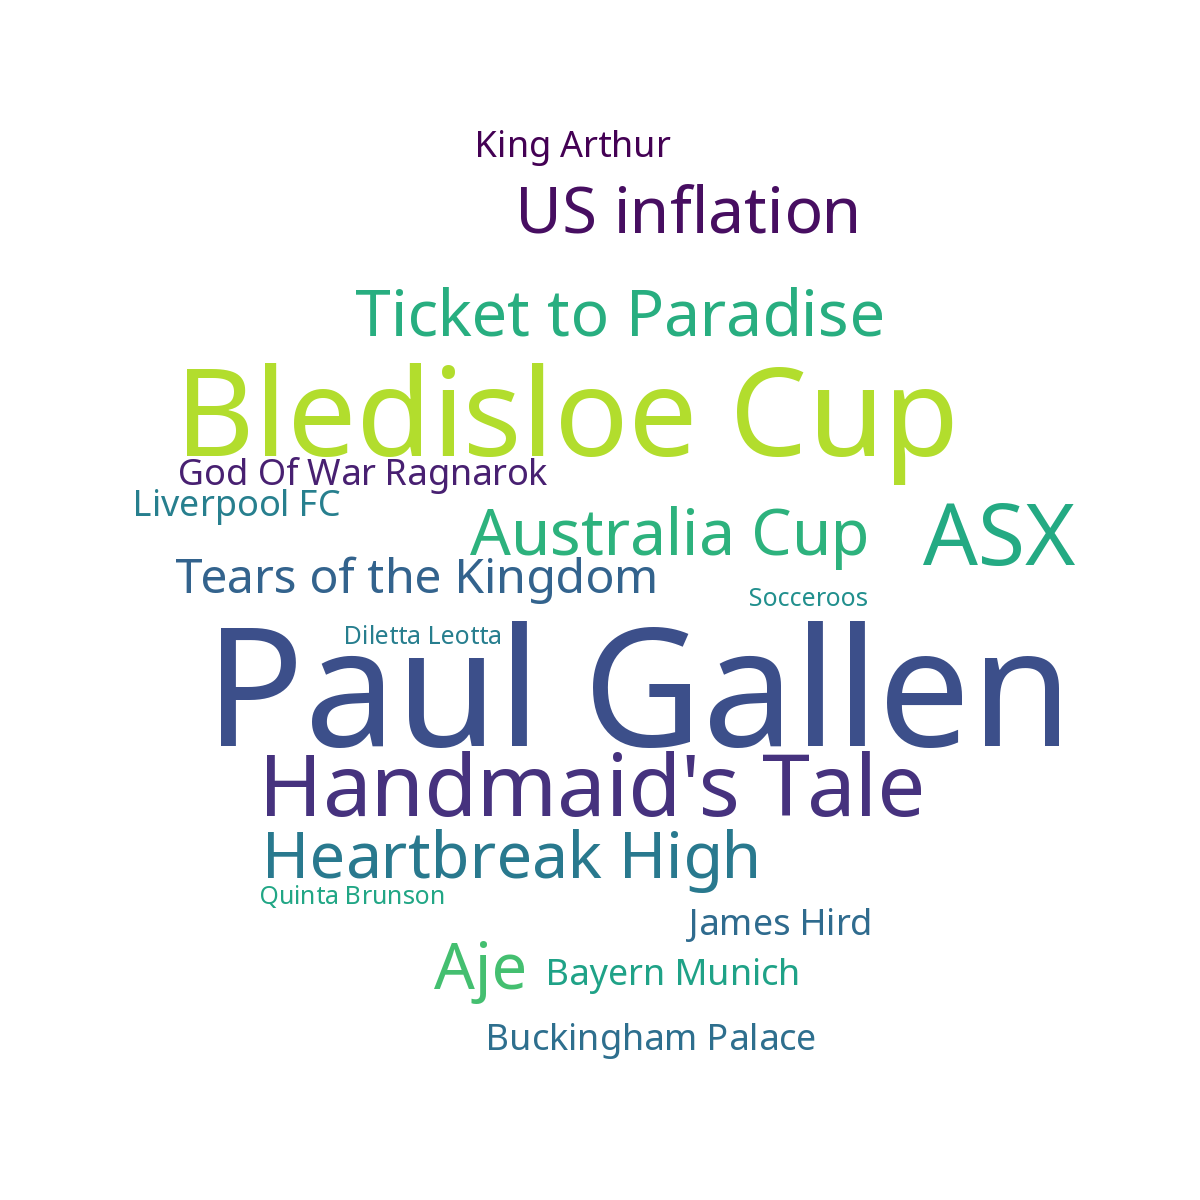 King Arthur
US inflation
Ticket to Paradise
Bledisloe Cup
God Of War Ragnarok
Liverpool FC
Australia Cup
ASX
Tears of the Kingdom
Socceroos
Diletta Leotta
Paul Gallen
Handmaid's Tale
Heartbreak High
Quinta Brunson
James Hird
Aje
Bayern Munich
Buckingham Palace